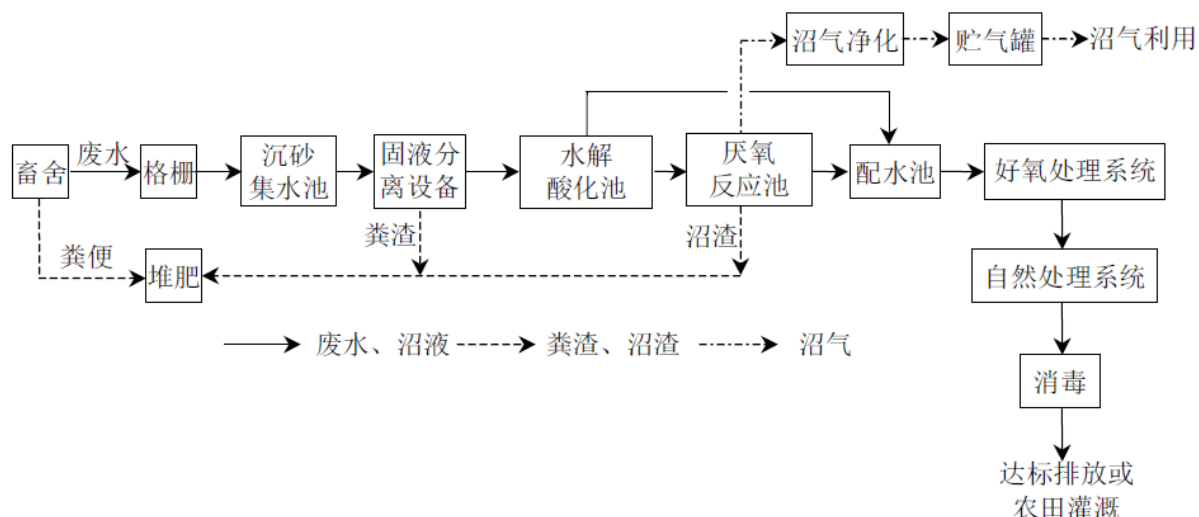 沼气净化
贮气罐
沼气利用
畜舍
废水
格栅
沉砂
集水池
固液分
离设备
水解
酸化池
厌氧
反应池
配水池
好氧处理系统
粪渣
沼渣
粪便
堆肥
自然处理系统
废水、沼液
粪渣、沼渣
沼气
消毒
达标排放或
农田灌溉